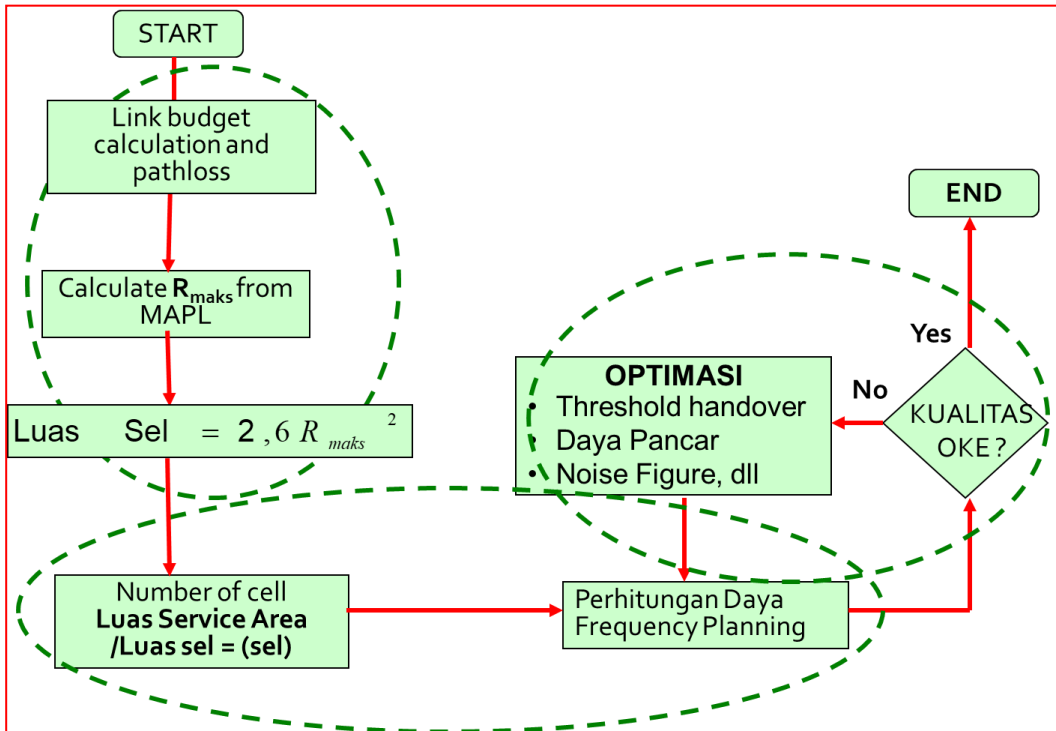 START
Link budget
calculation and
pathloss
Calculate R_maks from
MAPL
Luas Sel = 2,6 R_maks^2
Number of cell
Luas Service Area
/Luas sel = (sel)
Perhitungan Daya
Frequency Planning
OPTIMASI
• Threshold handover
• Daya Pancar
• Noise Figure, dll
No
KUALITAS
OKE ?
Yes
END